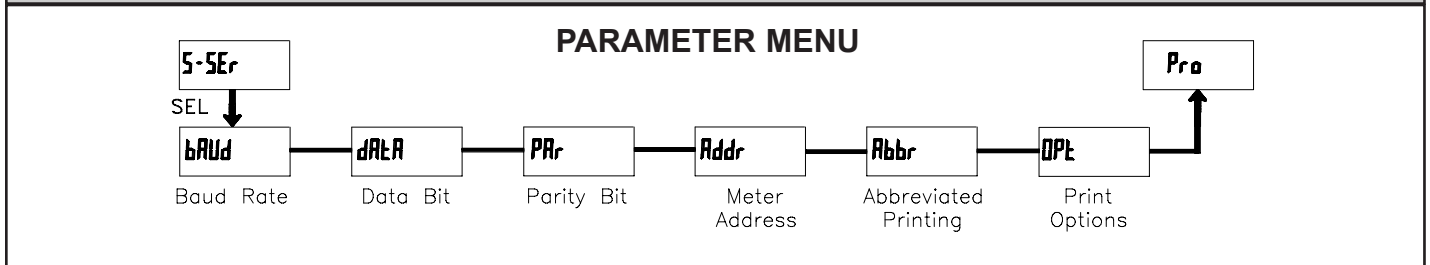 PARAMETER MENU
5-SEr
Pro
SEL
bAUd
dAtA
PAr
Addr
Abbr
OPt
Baud Rate
Data Bit
Parity Bit
Meter
Address
Abbreviated
Printing
Print
Options